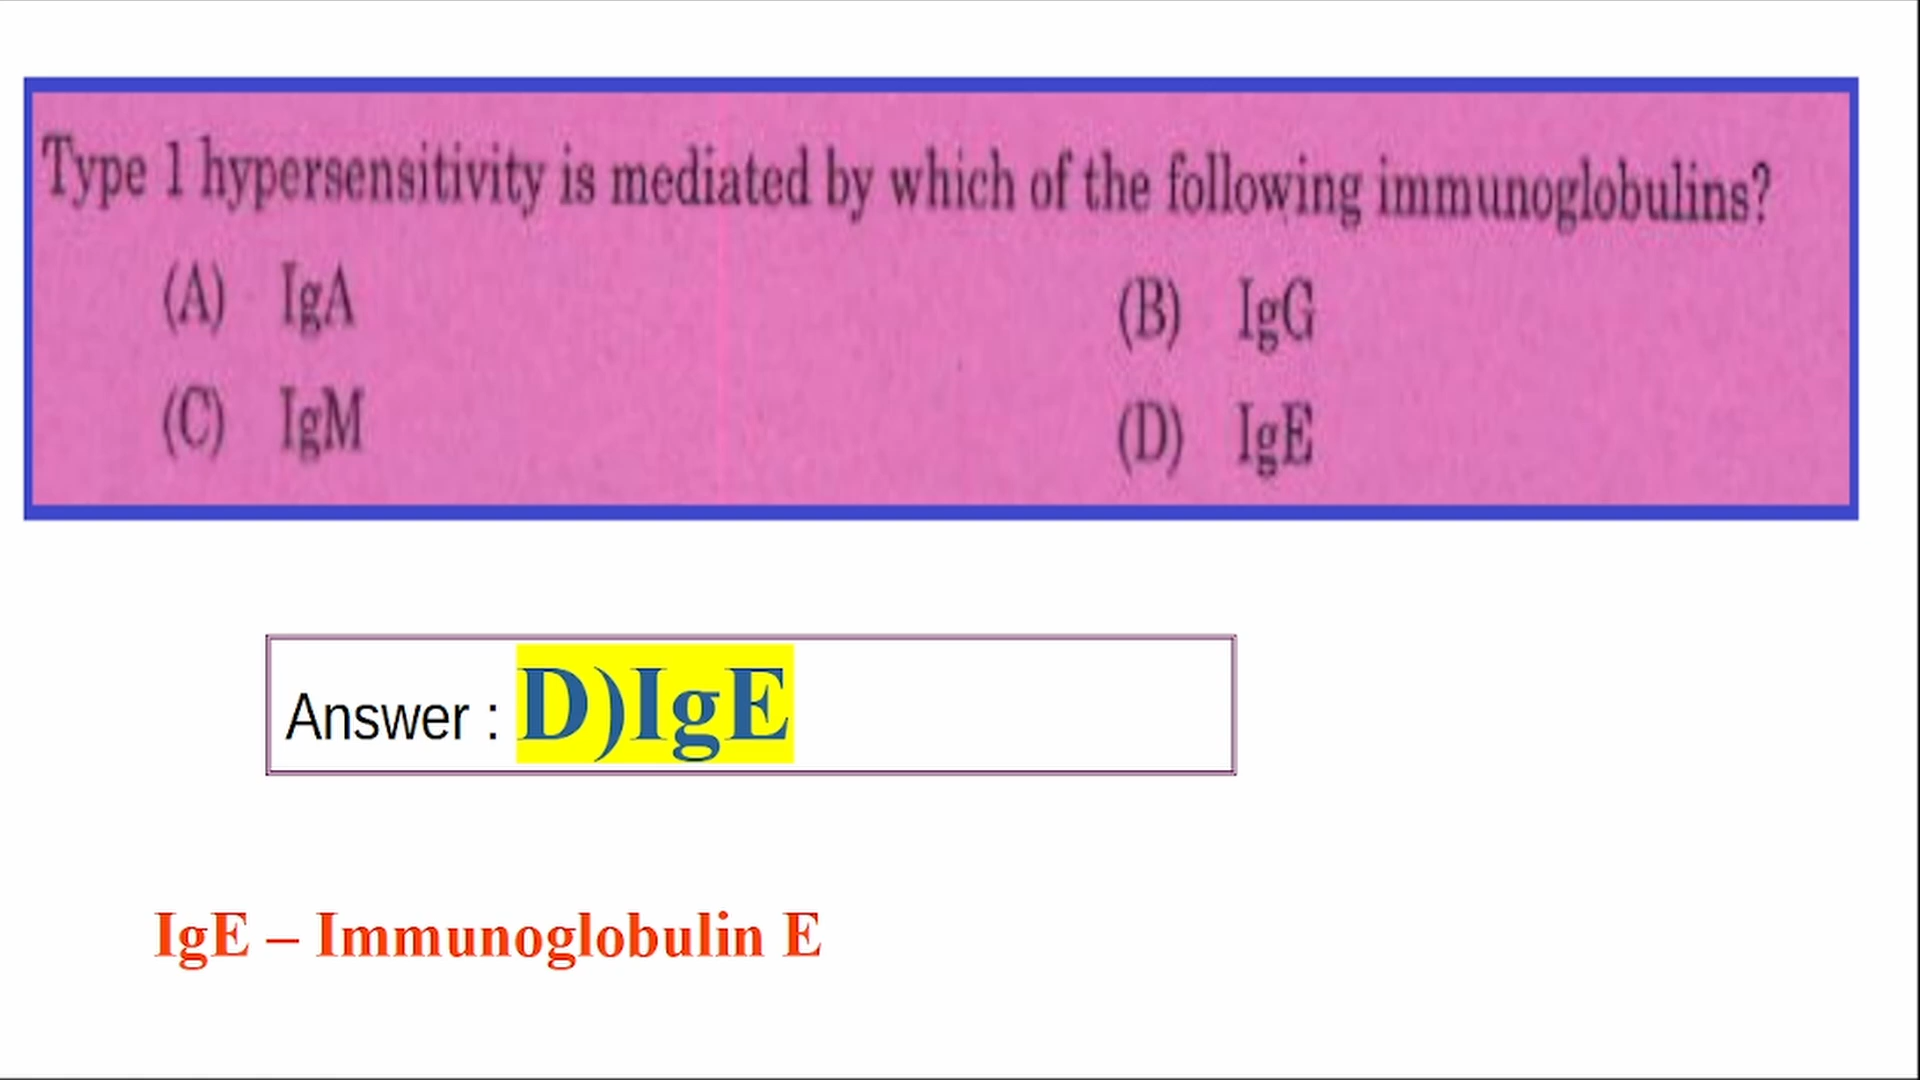 Type 1 hypersensitivity is mediated by which of the following immunoglobulins?
(A) IgA (B) IgG
(C) IgM (D) IgE
Answer : D)IgE
IgE – Immunoglobulin E